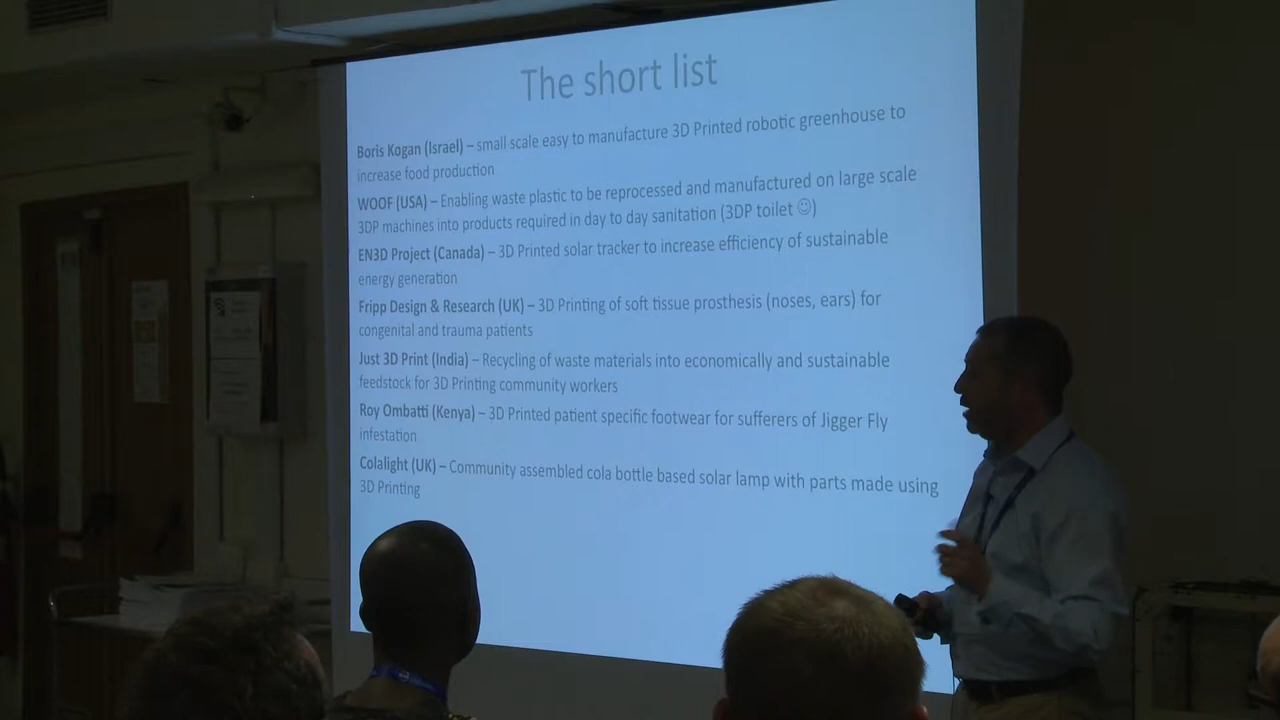 The short list
Boris Kogan (Israel) – small scale easy to manufacture 3D Printed robotic greenhouse to
increase food production
WOOF (USA) – Enabling waste plastic to be reprocessed and manufactured on large scale
3DP machines into products required in day to day sanitation (3DP toilet ☺)
EN3D Project (Canada) – 3D Printed solar tracker to increase efficiency of sustainable
energy generation
Fripp Design & Research (UK) – 3D Printing of soft tissue prosthesis (noses, ears) for
congenital and trauma patients
Just 3D Print (India) – Recycling of waste materials into economically and sustainable
feedstock for 3D Printing community workers
Roy Ombatti (Kenya) – 3D Printed patient specific footwear for sufferers of Jigger Fly
infestation
Colalight (UK) – Community assembled cola bottle based solar lamp with parts made using
3D Printing